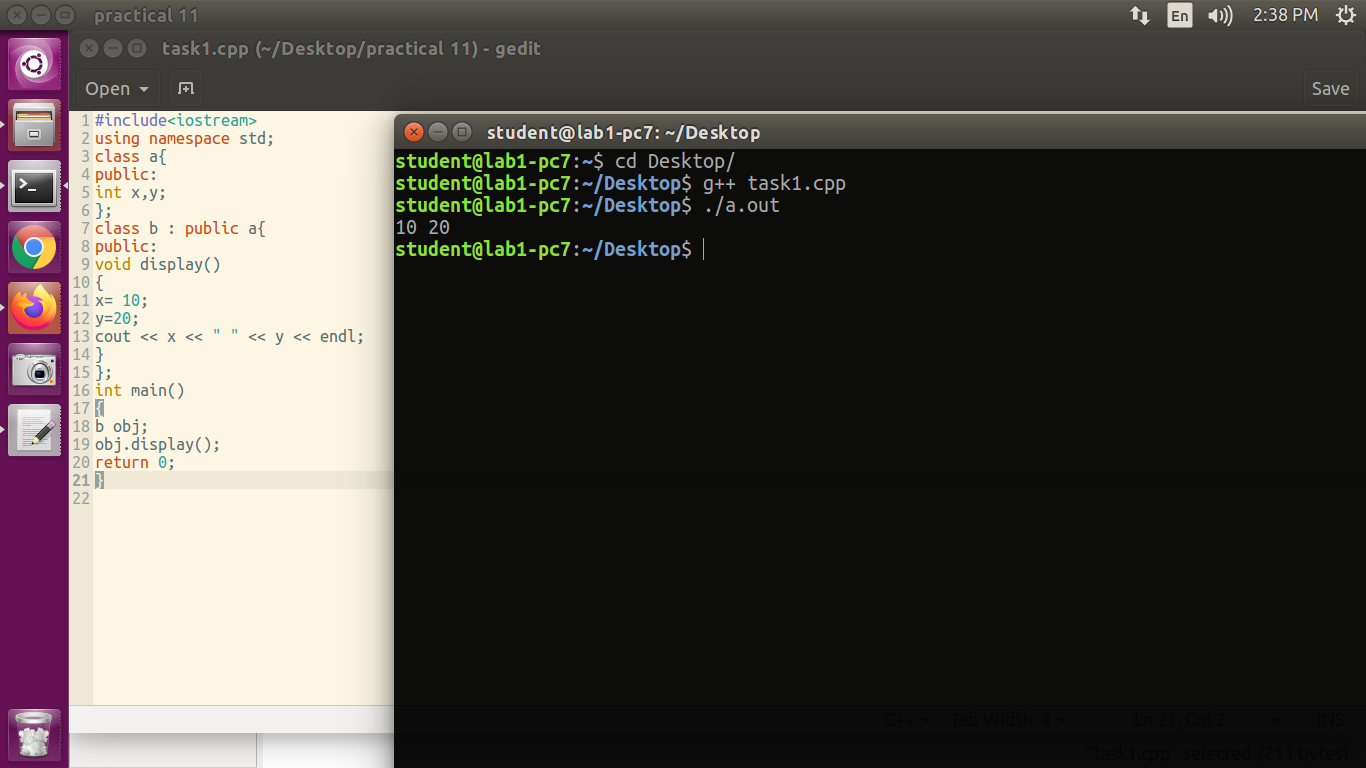 practical 11
En
2:38 PM
task1.cpp (~/Desktop/practical 11) - gedit
Open
Save
1 #include<iostream>
2 using namespace std;
3 class a{
4 public:
5 int x,y;
6 };
7 class b : public a{
8 public:
9 void display()
10 {
11 x= 10;
12 y=20;
13 cout << x << " " << y << endl;
14 }
15 };
16 int main()
17 {
18 b obj;
19 obj.display();
20 return 0;
21 }
22
student@lab1-pc7: ~/Desktop
student@lab1-pc7:~$ cd Desktop/
student@lab1-pc7:~/Desktop$ g++ task1.cpp
student@lab1-pc7:~/Desktop$ ./a.out
10 20
student@lab1-pc7:~/Desktop$
C++ Tab Width: 4 Ln 21, Col 2 INS
"task1.cpp" selected (211 bytes)